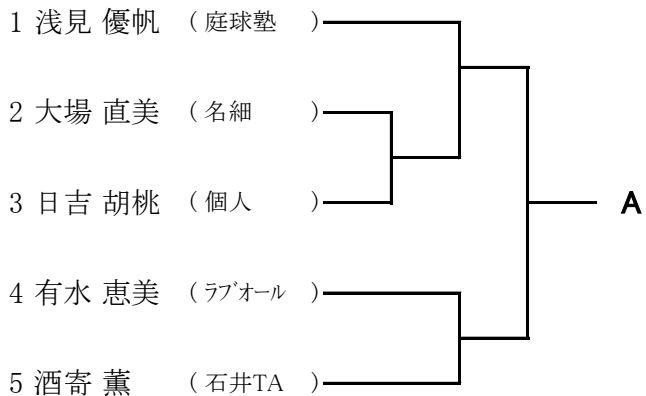 1 浅見 優帆 （ 庭球塾 ）
2 大場 直美 （ 名細 ）
3 日吉 胡桃 （ 個人 ）
A
4 有水 恵美 （ ラブオール ）
5 酒寄 薫 （ 石井TA ）